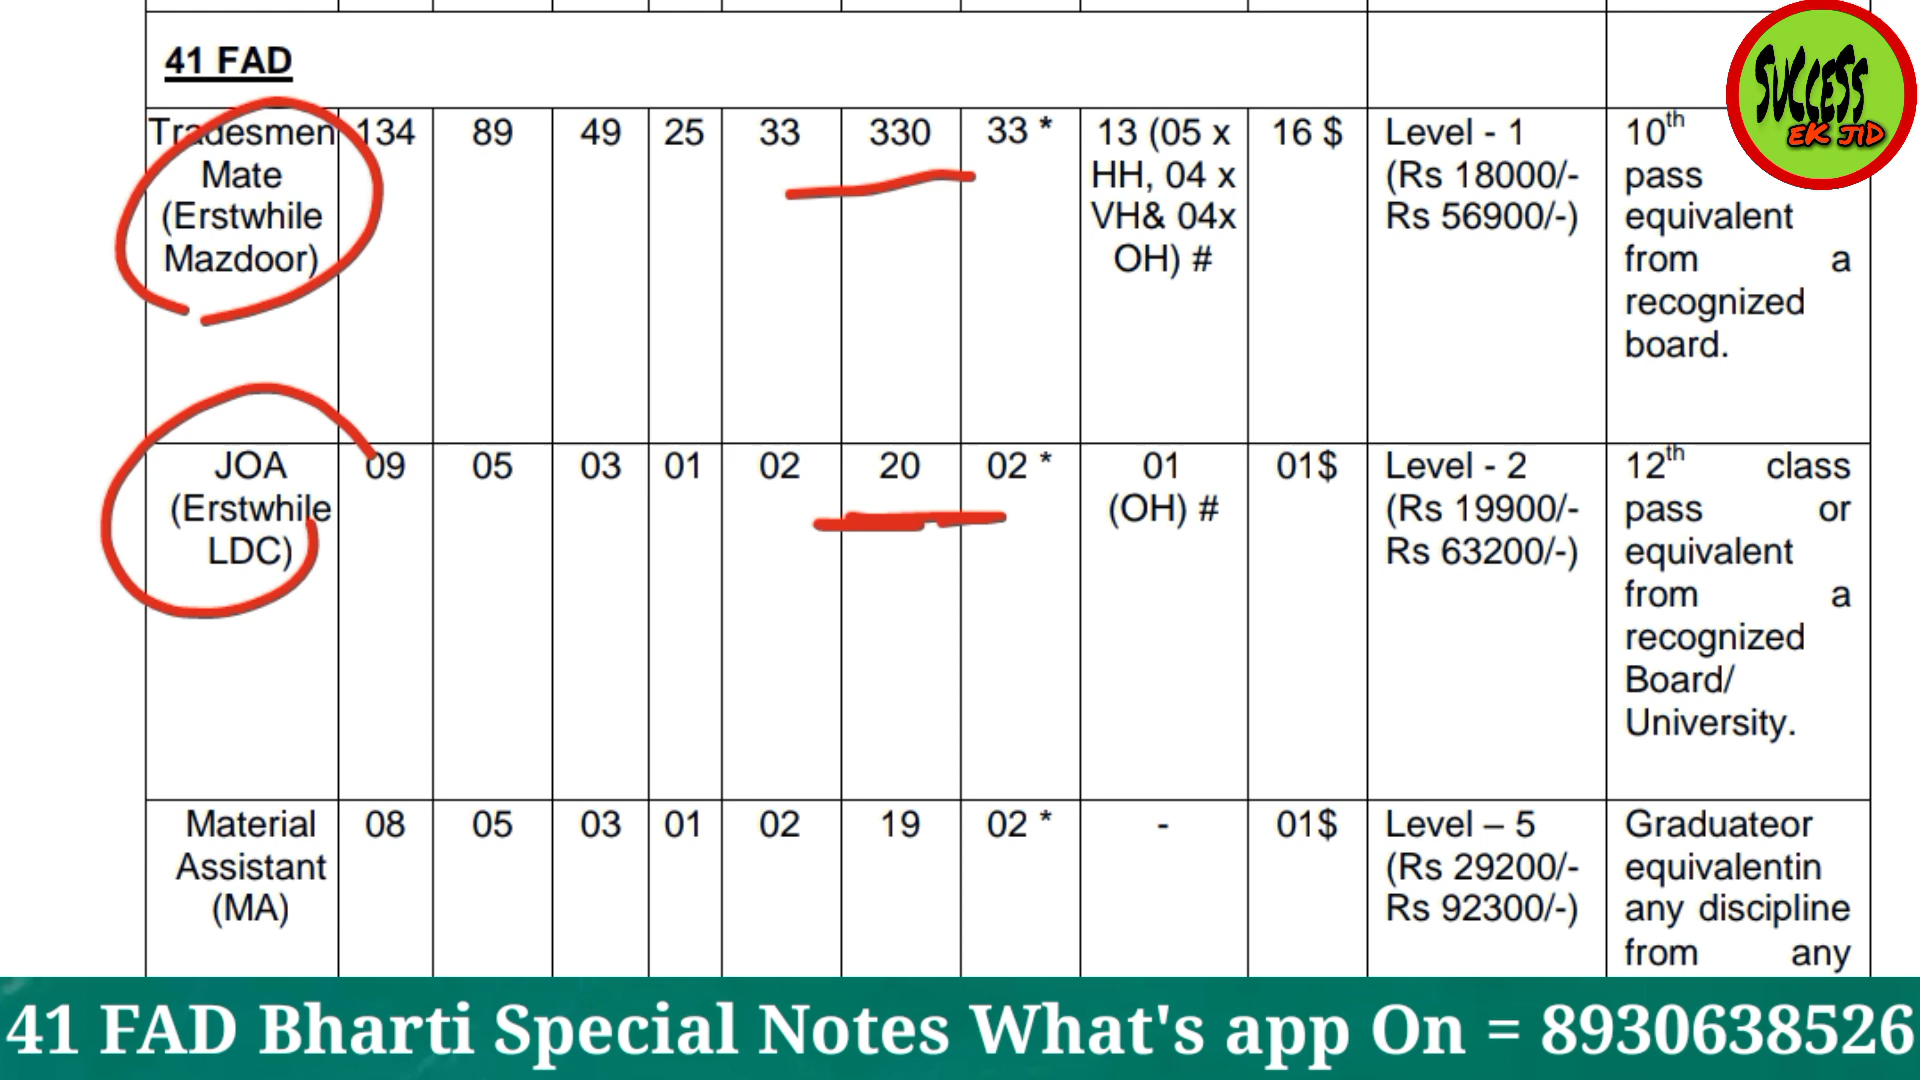 41 FAD
Tradesmen 134 89 49 25 33 330 33 * 13 (05 x 16 $ Level - 1 10th
Mate HH, 04 x (Rs 18000/- pass
(Erstwhile VH& 04x Rs 56900/-) equivalent
Mazdoor) OH) # from a
recognized
board.
JOA 09 05 03 01 02 20 02 * 01 01$ Level - 2 12th class
(Erstwhile (OH) # (Rs 19900/- pass or
LDC) Rs 63200/-) equivalent
from a
recognized
Board/
University.
Material 08 05 03 01 02 19 02 * - 01$ Level – 5 Graduateor
Assistant (Rs 29200/- equivalentin
(MA) Rs 92300/-) any discipline
from any
SUCCESS
EK JID
41 FAD Bharti Special Notes What's app On = 8930638526